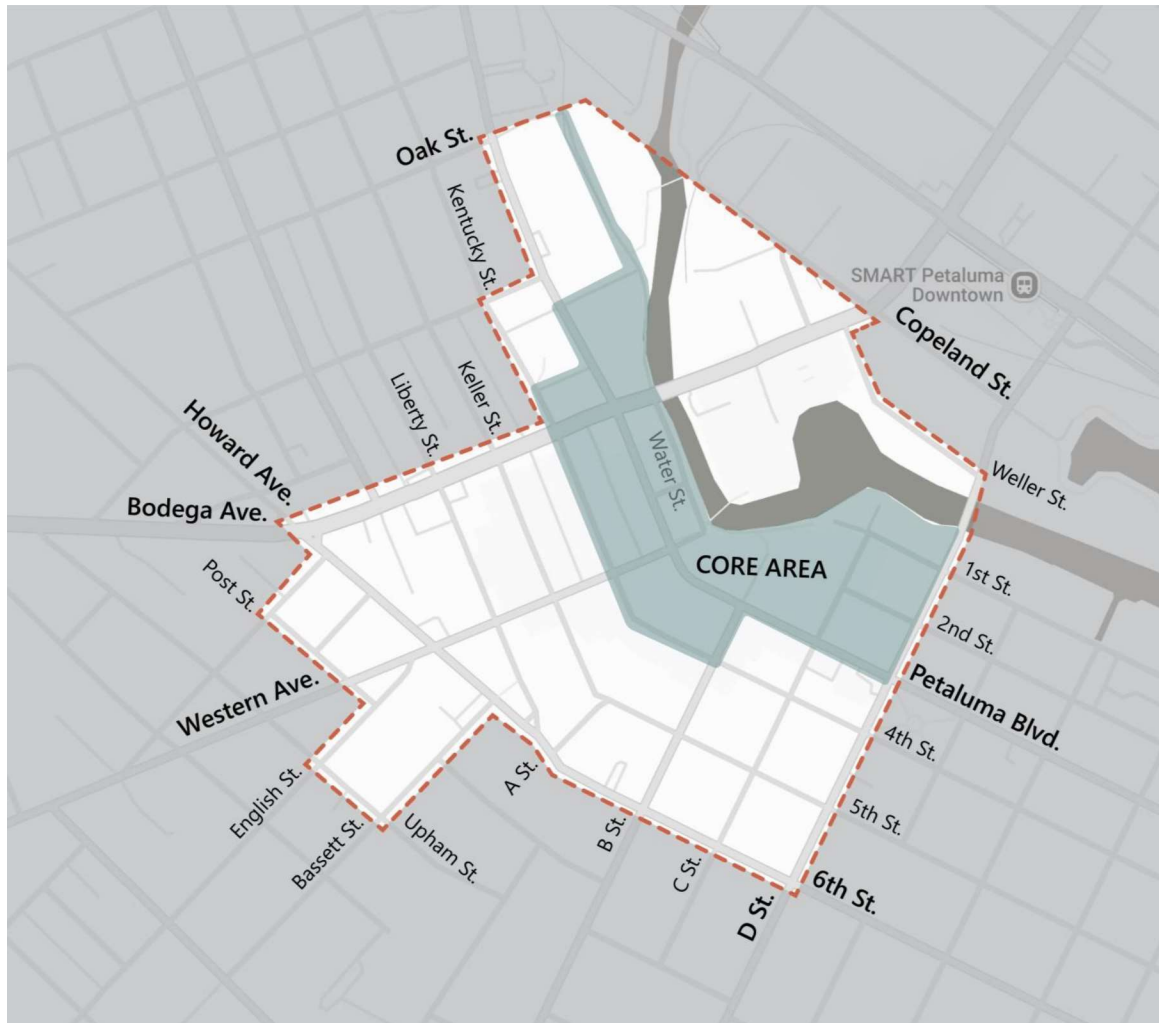 Oak St.
Kentucky St.
SMART Petaluma
Downtown
Copeland St.
Keller St.
Liberty St.
Howard Ave.
Bodega Ave.
Water St.
Weller St.
CORE AREA
1st St.
Post St.
2nd St.
Western Ave.
Petaluma Blvd.
4th St.
A St.
English St.
5th St.
B St.
Bassett St.
Upham St.
C St.
6th St.
D St.